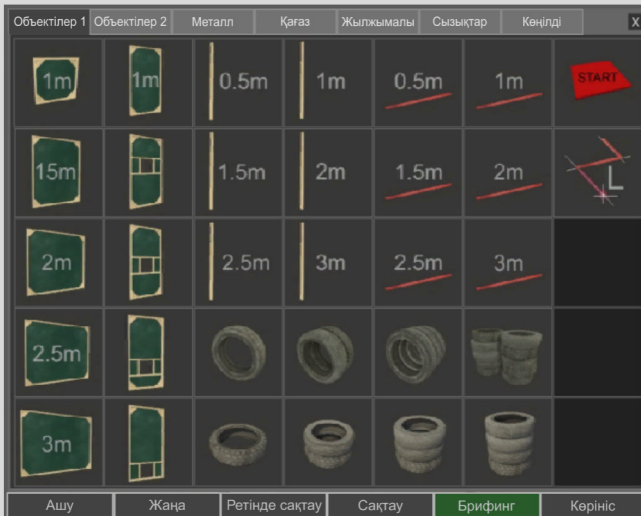 Объектілер 1 Объектілер 2 Металл Қағаз Жылжымалы Сызықтар Көңілді X
1m 1m 0.5m 1m 0.5m 1m START
15m 1.5m 2m 1.5m 2m L
2m 2.5m 3m 2.5m 3m
2.5m
3m
Ашу Жаңа Ретінде сақтау Сақтау Брифинг Көрініс